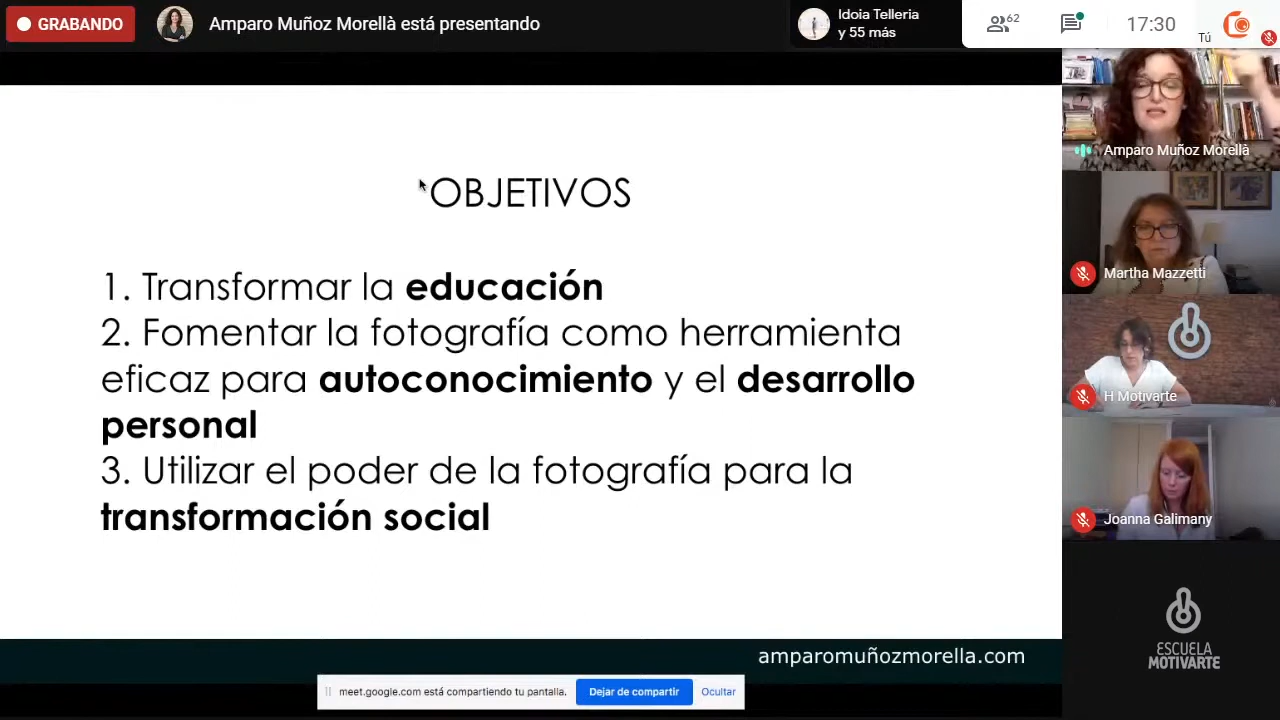 GRABANDO
Amparo Muñoz Morellà está presentando
Idoia Telleria
y 55 más
62
17:30
Tú
OBJETIVOS
1. Transformar la educación
2. Fomentar la fotografía como herramienta
eficaz para autoconocimiento y el desarrollo
personal
3. Utilizar el poder de la fotografía para la
transformación social
amparomuñozmorella.com
meet.google.com está compartiendo tu pantalla.
Dejar de compartir
Ocultar
Amparo Muñoz Morellà
Martha Mazzetti
H Motivarte
Joanna Galimany
ESCUELA
MOTIVARTE